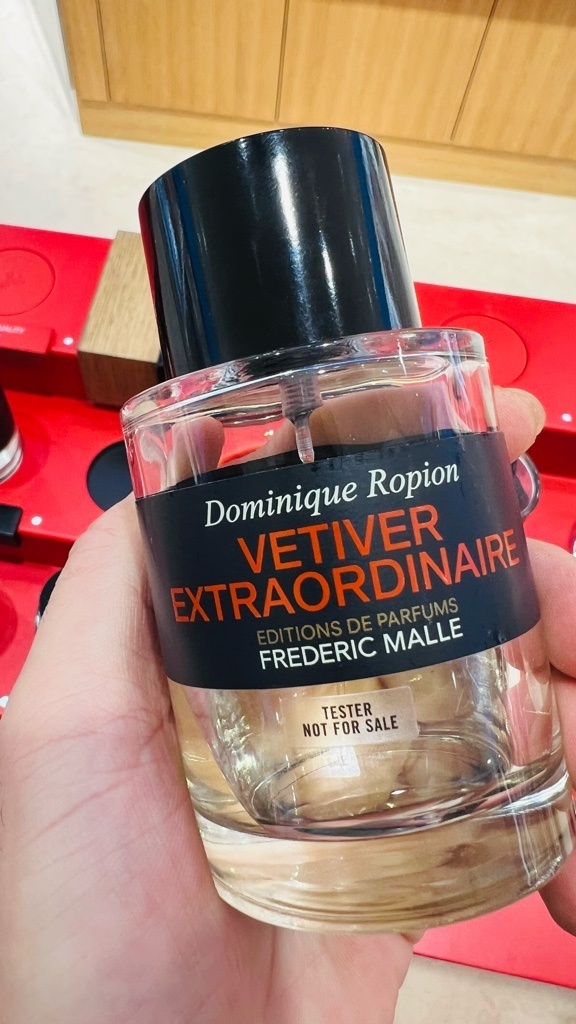 Dominique Ropion
VETIVER
EXTRAORDINAIRE
EDITIONS DE PARFUMS
FREDERIC MALLE
TESTER
NOT FOR SALE